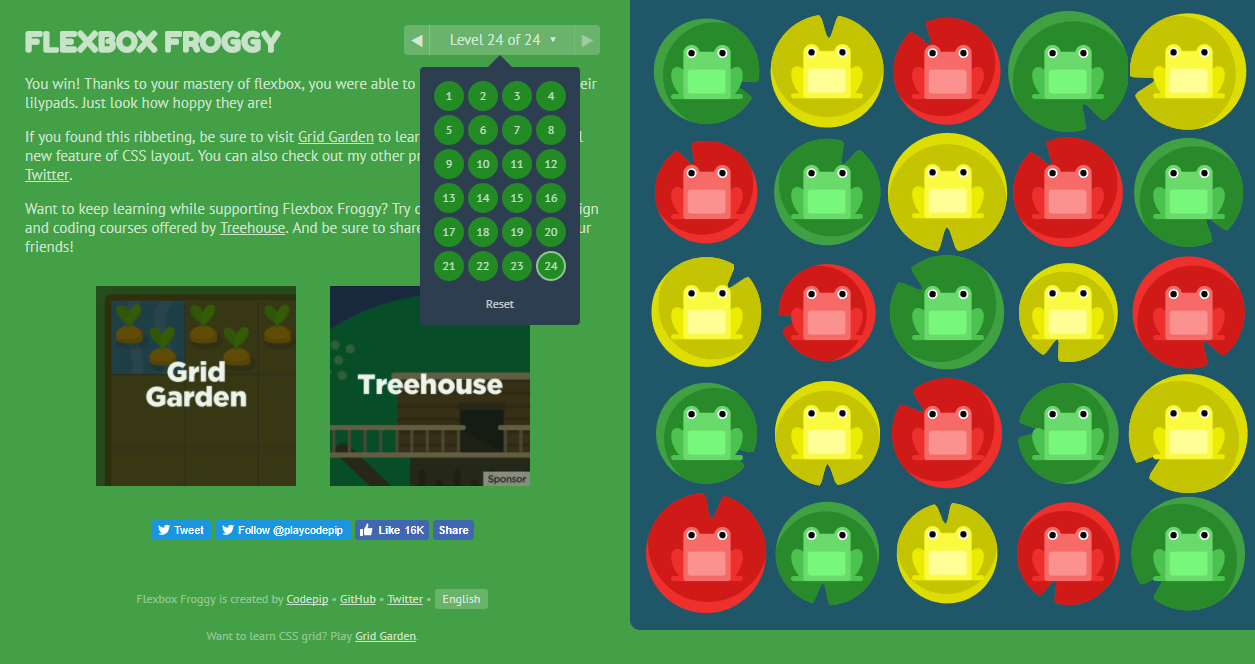 FLEXBOX FROGGY
◀ Level 24 of 24 ▼ ▶
You win! Thanks to your mastery of flexbox, you were able to
eir
lilypads. Just look how hoppy they are!
If you found this ribbeting, be sure to visit Grid Garden to lear
new feature of CSS layout. You can also check out my other pr
Twitter.
Want to keep learning while supporting Flexbox Froggy? Try
ign
and coding courses offered by Treehouse. And be sure to share
ur
friends!
1 2 3 4
5 6 7 8
9 10 11 12
13 14 15 16
17 18 19 20
21 22 23 24
Reset
Grid
Garden
Treehouse
Sponsor
Tweet Follow @playcodepip Like 16K Share
Flexbox Froggy is created by Codepip • GitHub • Twitter • English
Want to learn CSS grid? Play Grid Garden.